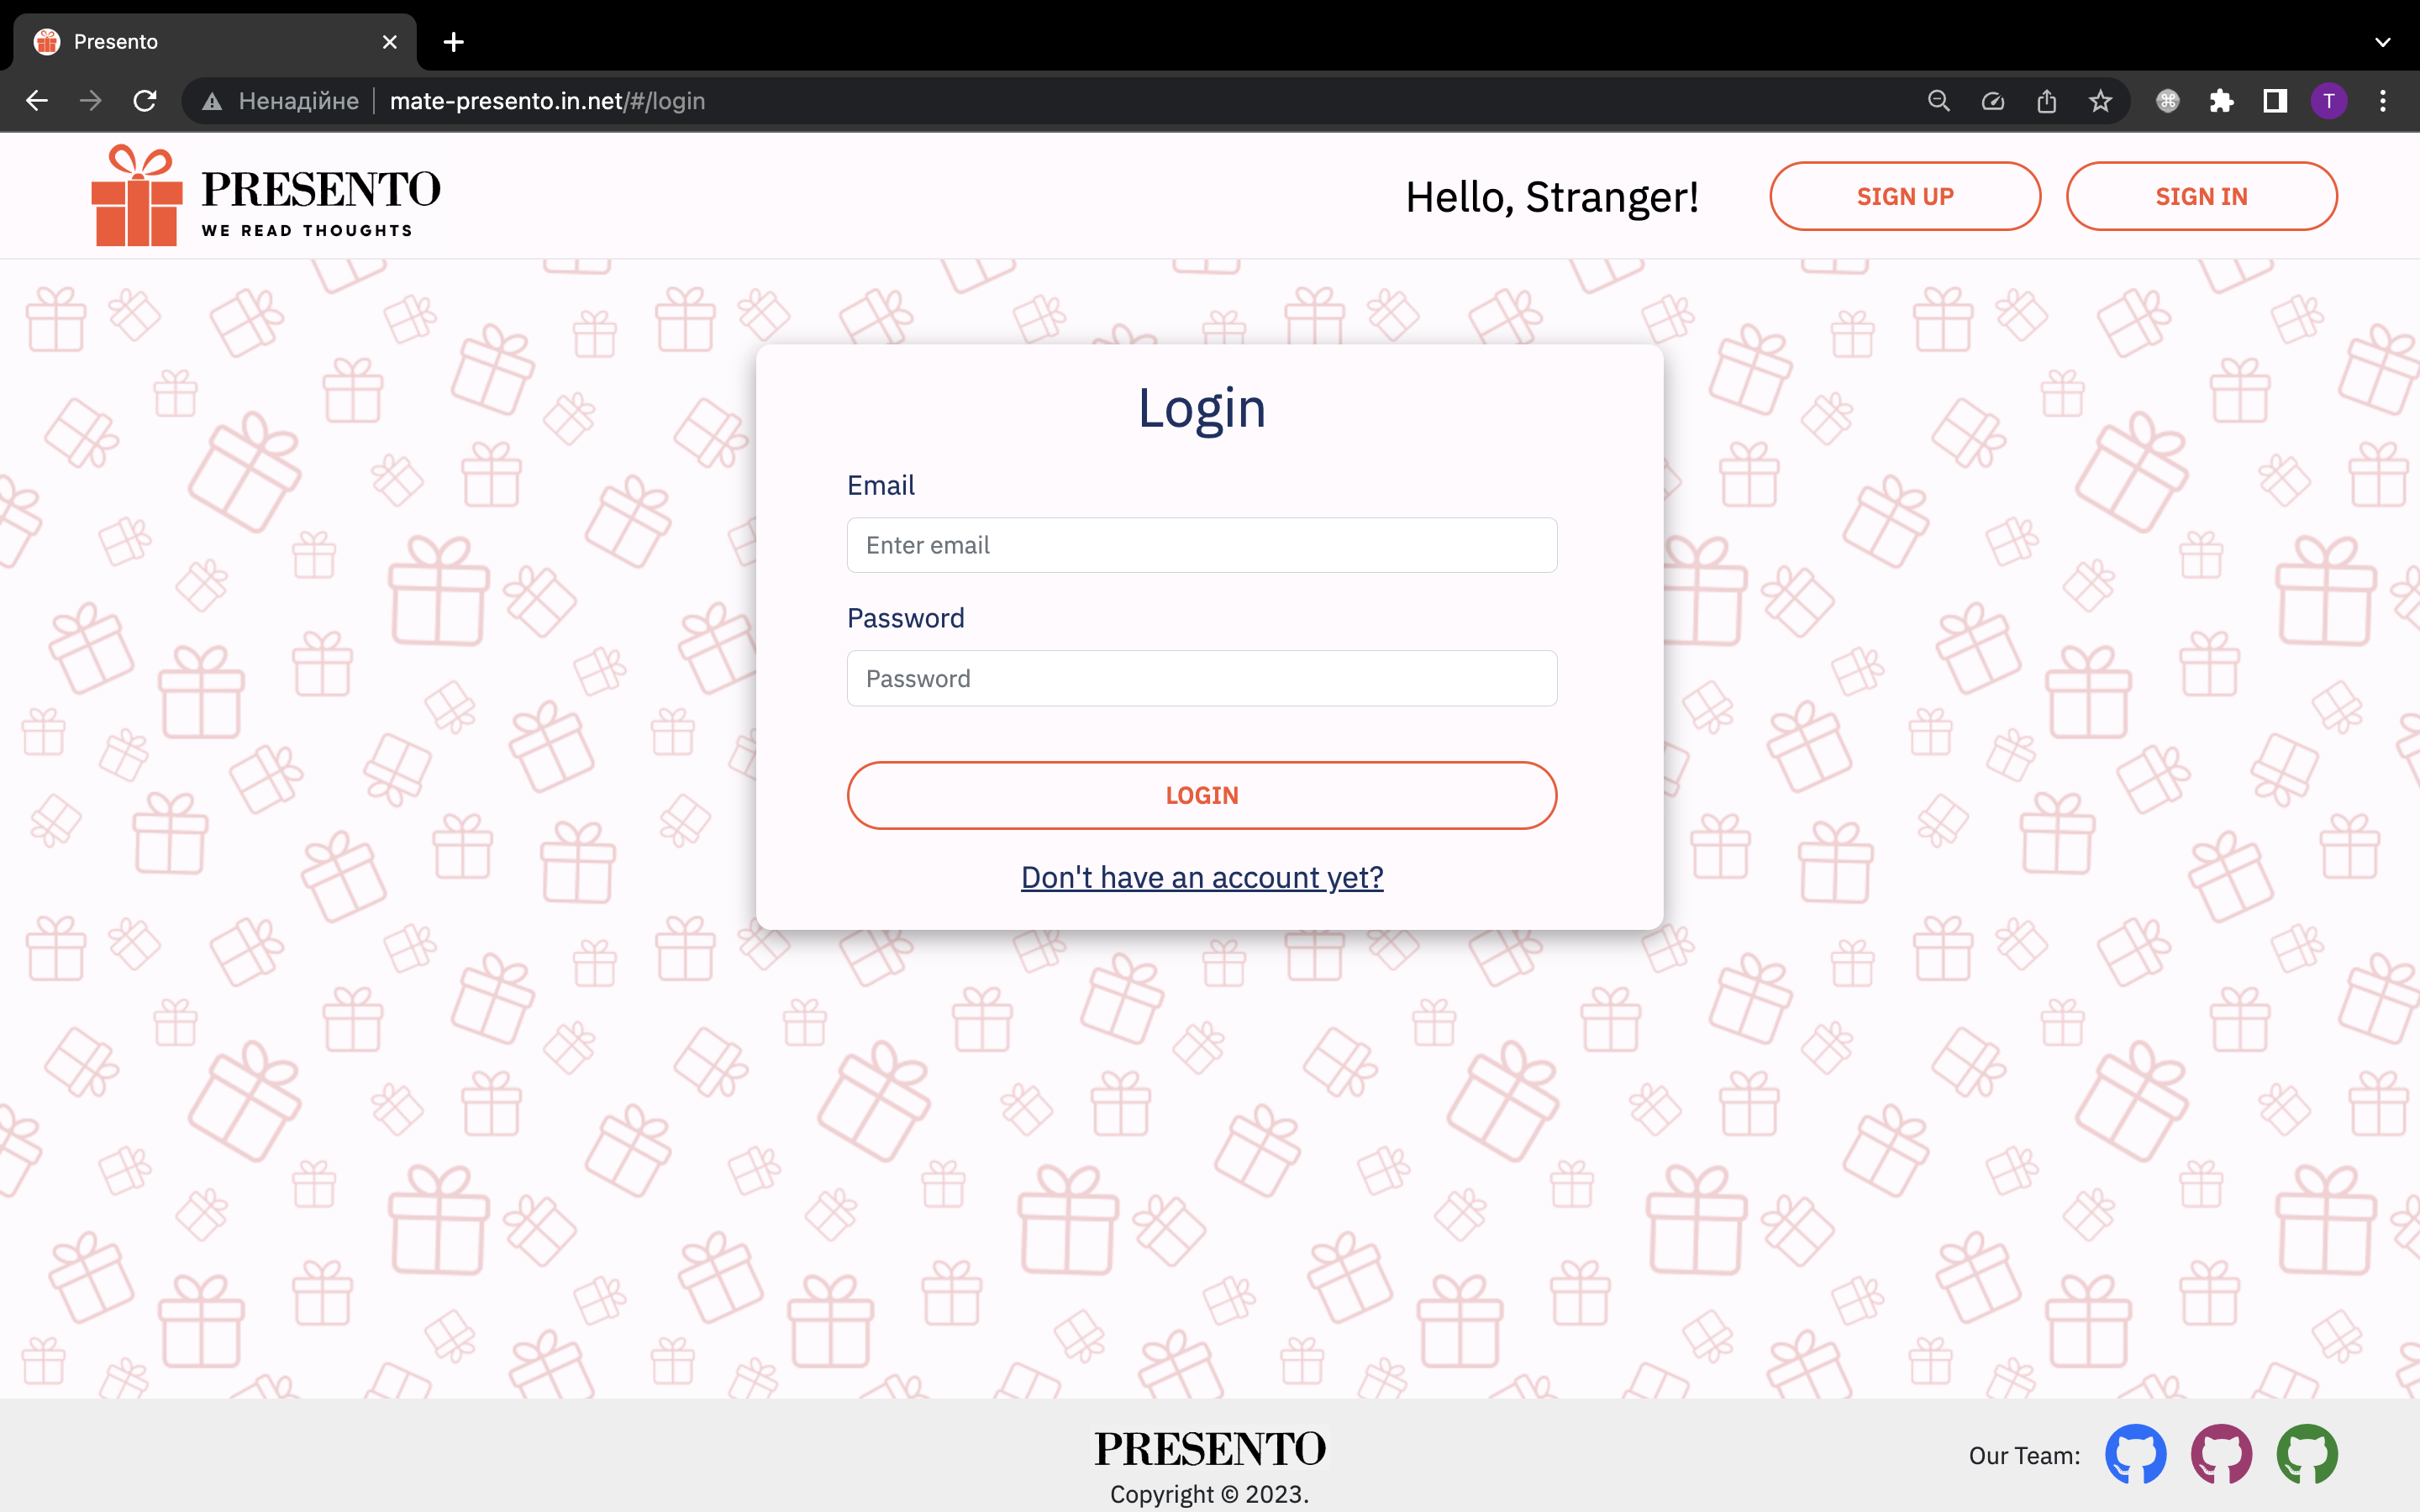 Presento
Ненадійне mate-presento.in.net/#/login
T
PRESENTO
WE READ THOUGHTS
Hello, Stranger!
SIGN UP
SIGN IN
Login
Email
Enter email
Password
Password
LOGIN
Don't have an account yet?
PRESENTO
Copyright © 2023.
Our Team: